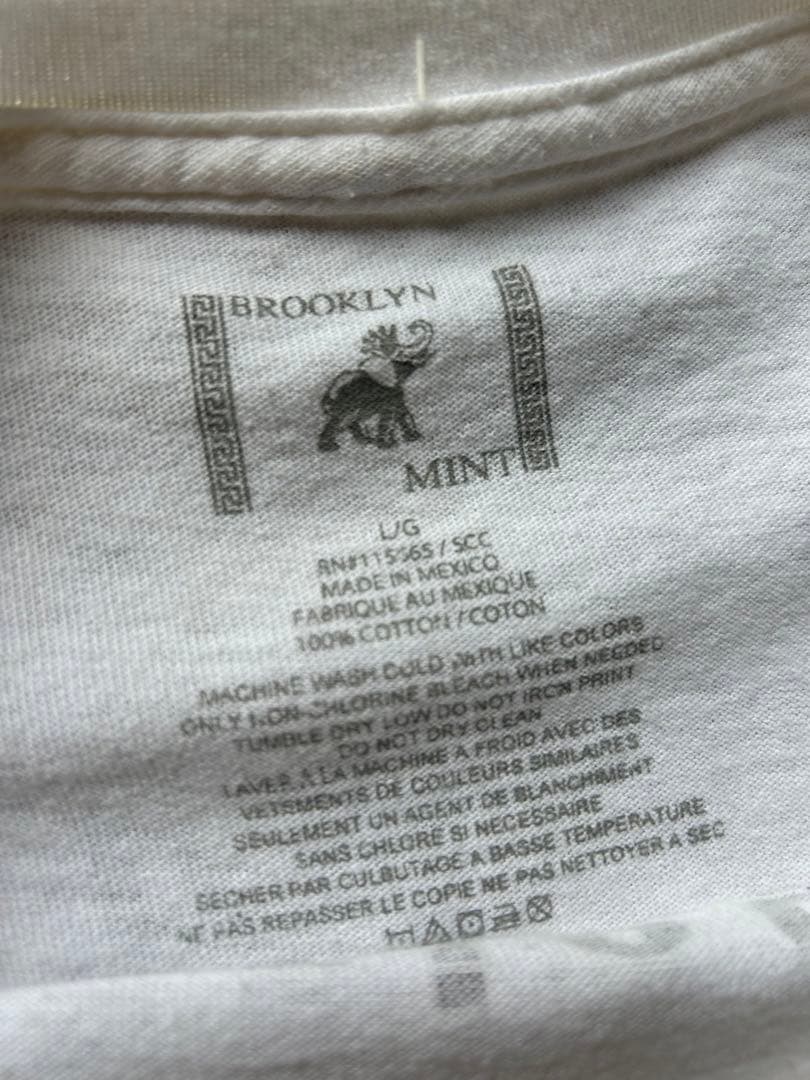 BROOKLYN
MINT
L/G
RN#115565 / SCC
MADE IN MEXICO
FABRIQUE AU MEXIQUE
100% COTTON / COTON
MACHINE WASH COLD WITH LIKE COLORS
ONLY NON-CHLORINE BLEACH WHEN NEEDED
TUMBLE DRY LOW DO NOT IRON PRINT
DO NOT DRY CLEAN
LAVER A LA MACHINE A FROID AVEC DES
VETEMENTS DE COULEURS SIMILAIRES
SEULEMENT UN AGENT DE BLANCHIMENT
SANS CHLORE SI NECESSAIRE
SECHER PAR CULBUTAGE A BASSE TEMPERATURE
NE PAS REPASSER LE COPIE NE PAS NETTOYER A SEC